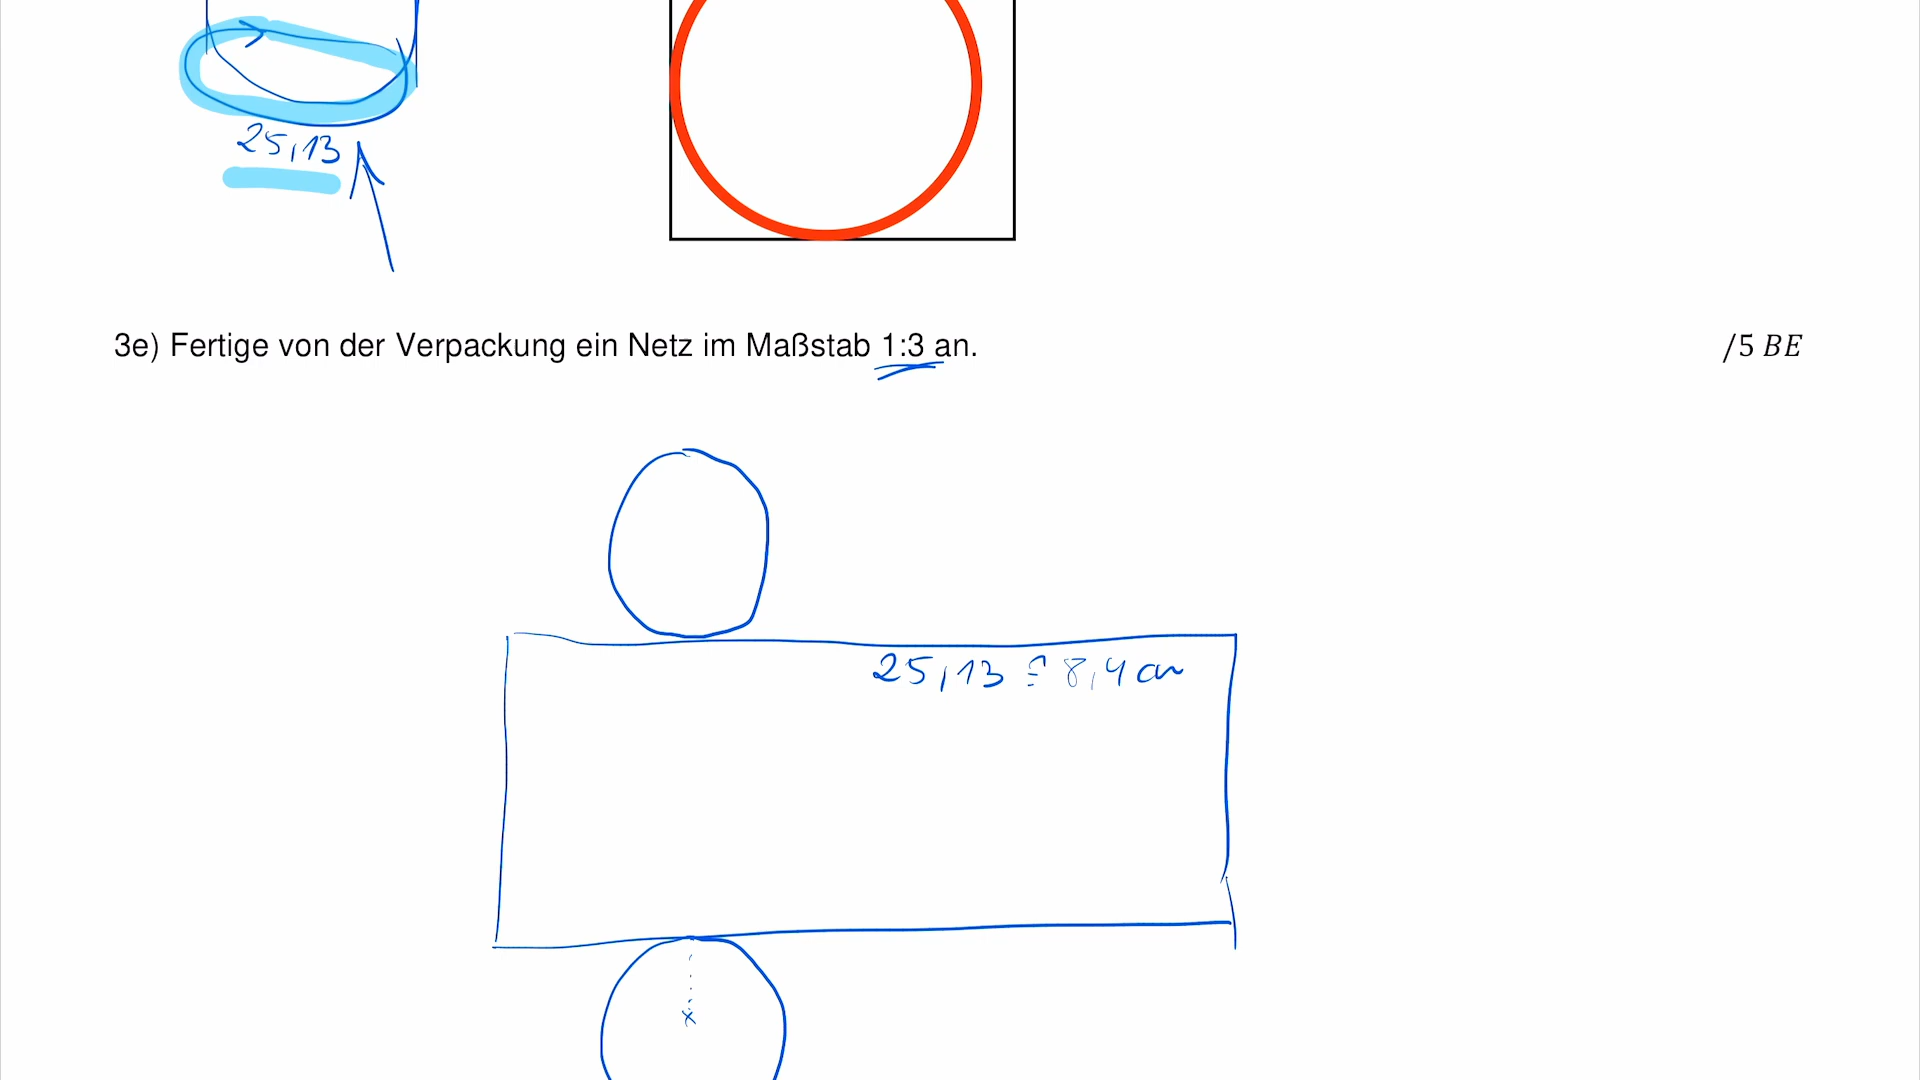 25,13
3e) Fertige von der Verpackung ein Netz im Maßstab 1:3 an.
/5 BE
25,13 ≙ 8,4 cm
x